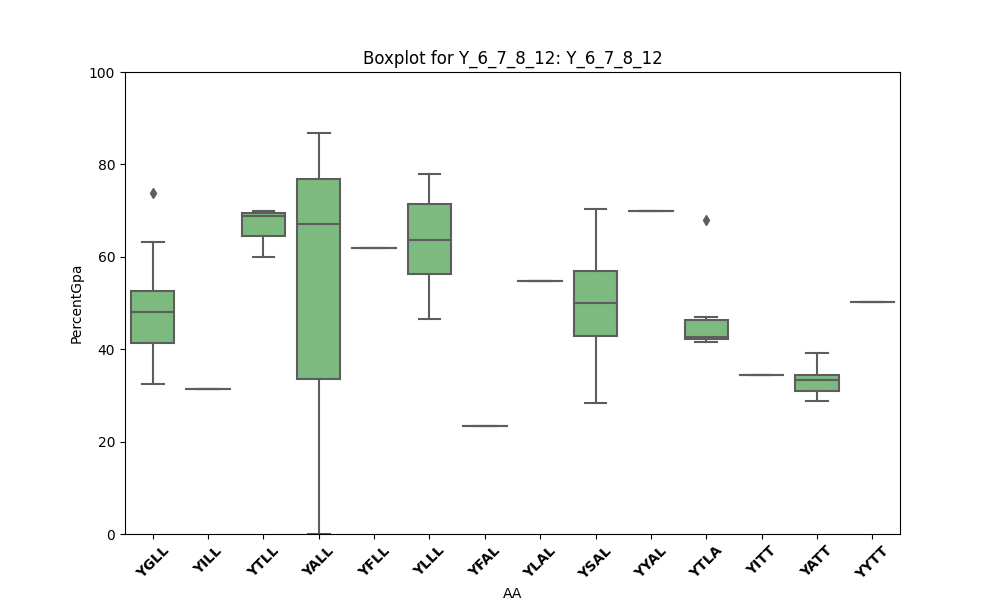 Boxplot for Y_6_7_8_12: Y_6_7_8_12
100
80
60
40
20
0
PercentGpa
YGLL YILL YTLL YALL YFLL YLLL YFAL YLAL YSAL YYAL YTLA YITT YATT YYTT
AA